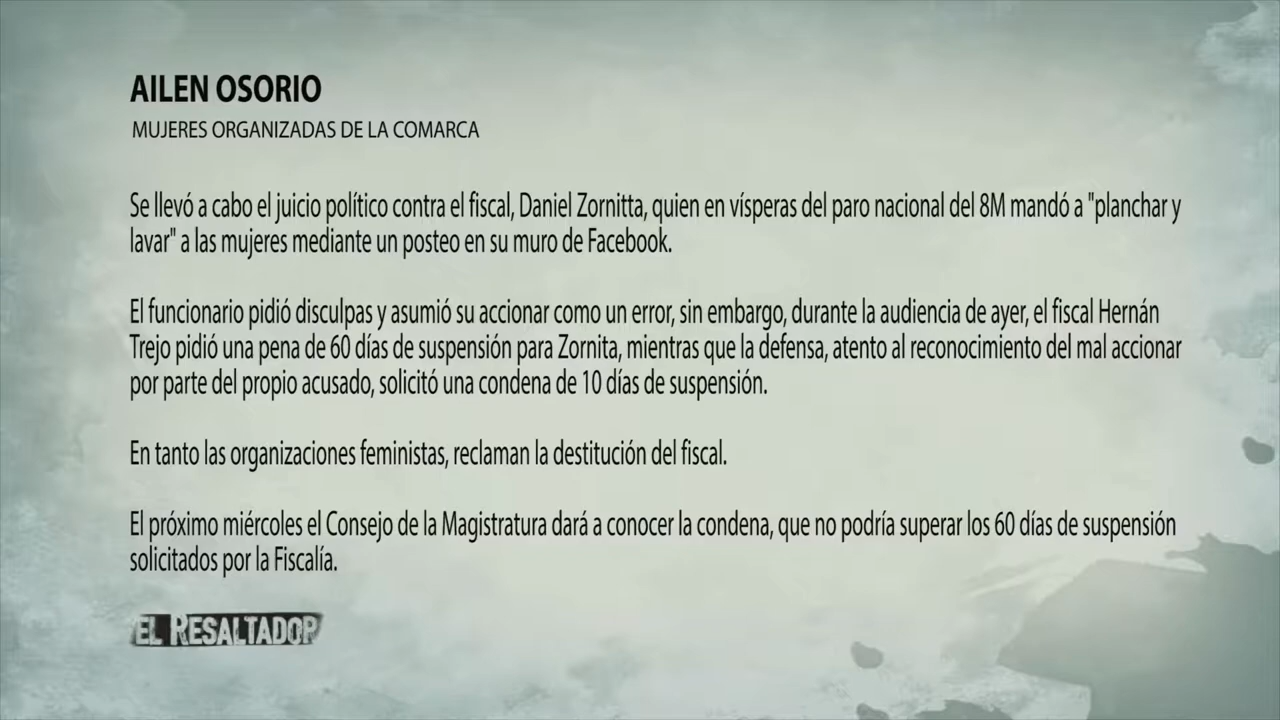 AILEN OSORIO
MUJERES ORGANIZADAS DE LA COMARCA
Se llevó a cabo el juicio político contra el fiscal, Daniel Zornitta, quien en vísperas del paro nacional del 8M mandó a "planchar y
lavar" a las mujeres mediante un posteo en su muro de Facebook.
El funcionario pidió disculpas y asumió su accionar como un error, sin embargo, durante la audiencia de ayer, el fiscal Hernán
Trejo pidió una pena de 60 días de suspensión para Zornita, mientras que la defensa, atento al reconocimiento del mal accionar
por parte del propio acusado, solicitó una condena de 10 días de suspensión.
En tanto las organizaciones feministas, reclaman la destitución del fiscal.
El próximo miércoles el Consejo de la Magistratura dará a conocer la condena, que no podría superar los 60 días de suspensión
solicitados por la Fiscalía.
EL RESALTADOR